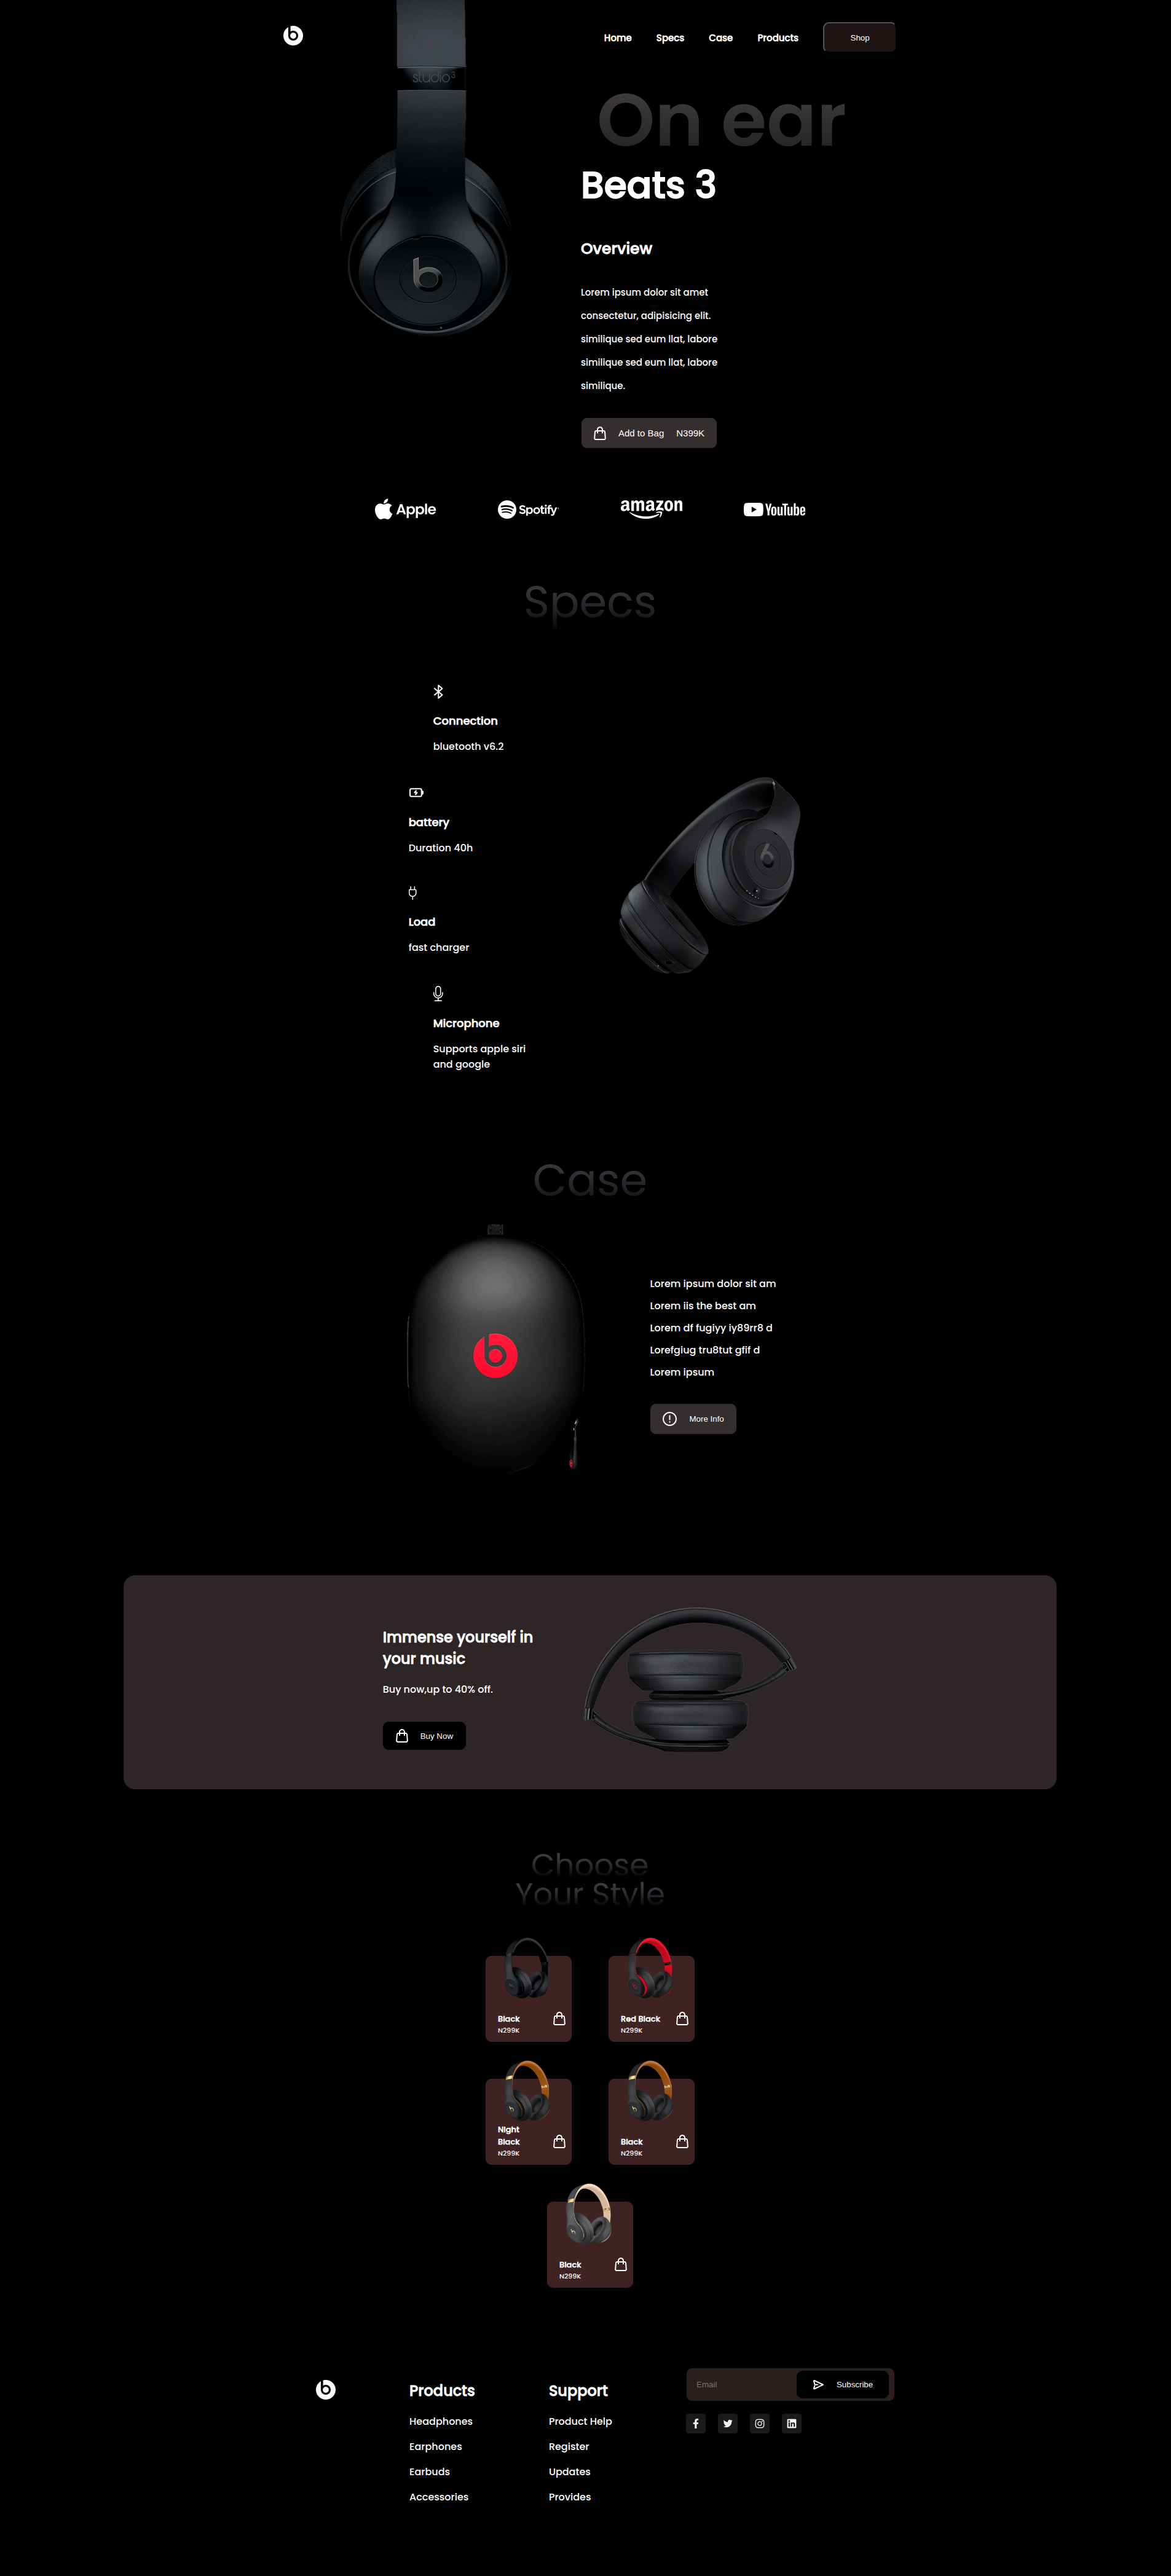 Home Specs Case Products Shop
studio3
On ear
Beats 3
Overview
Lorem ipsum dolor sit amet
consectetur, adipisicing elit.
similique sed eum llat, labore
similique sed eum llat, labore
similique.
Add to Bag N399K
Apple Spotify amazon YouTube
Specs
Connection
bluetooth v6.2
battery
Duration 40h
Load
fast charger
Microphone
Supports apple siri
and google
Case
Lorem ipsum dolor sit am
Lorem iis the best am
Lorem df fugiyy iy89rr8 d
Lorefgiug tru8tut gfif d
Lorem ipsum
More Info
Immense yourself in
your music
Buy now,up to 40% off.
Buy Now
Choose
Your Style
Black
N299K
Red Black
N299K
Night
Black
N299K
Black
N299K
Black
N299K
Products
Headphones
Earphones
Earbuds
Accessories
Support
Product Help
Register
Updates
Provides
Email Subscribe